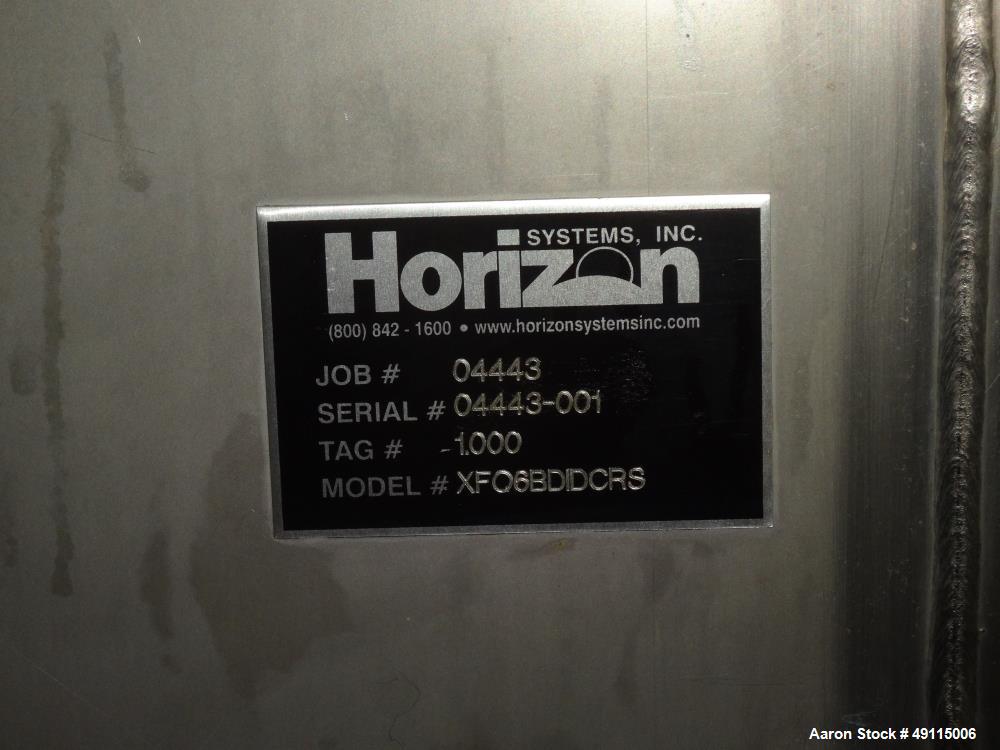 SYSTEMS, INC.
Horizon
(800) 842 - 1600 • www.horizonsystemsinc.com
JOB # 04443
SERIAL # 04443-001
TAG # -1.000
MODEL # XFQ6BDIDCRS
Aaron Stock # 49115006